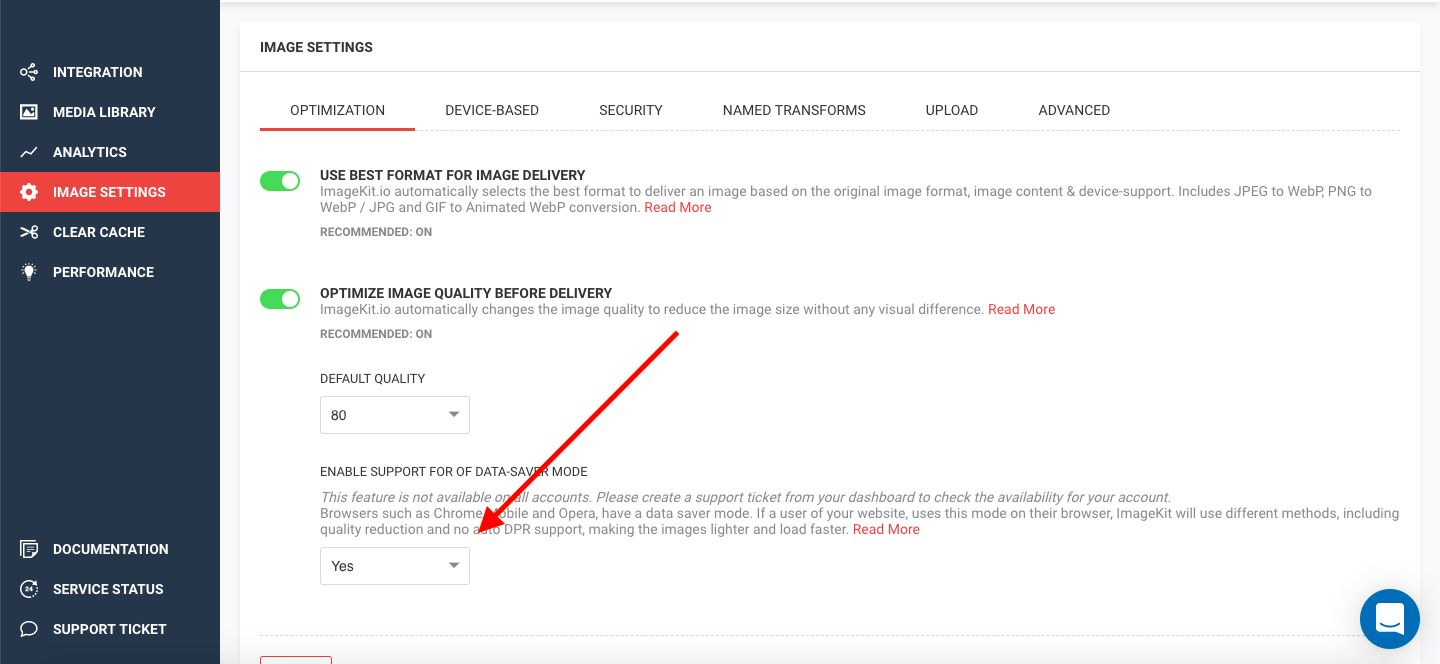 INTEGRATION
MEDIA LIBRARY
ANALYTICS
IMAGE SETTINGS
CLEAR CACHE
PERFORMANCE
DOCUMENTATION
24
SERVICE STATUS
SUPPORT TICKET
IMAGE SETTINGS
OPTIMIZATION DEVICE-BASED SECURITY NAMED TRANSFORMS UPLOAD ADVANCED
USE BEST FORMAT FOR IMAGE DELIVERY
ImageKit.io automatically selects the best format to deliver an image based on the original image format, image content & device-support. Includes JPEG to WebP, PNG to
WebP / JPG and GIF to Animated WebP conversion. Read More
RECOMMENDED: ON
OPTIMIZE IMAGE QUALITY BEFORE DELIVERY
ImageKit.io automatically changes the image quality to reduce the image size without any visual difference. Read More
RECOMMENDED: ON
DEFAULT QUALITY
80
ENABLE SUPPORT FOR OF DATA-SAVER MODE
This feature is not available on all accounts. Please create a support ticket from your dashboard to check the availability for your account.
Browsers such as Chrome Mobile and Opera, have a data saver mode. If a user of your website, uses this mode on their browser, ImageKit will use different methods, including
quality reduction and no auto DPR support, making the images lighter and load faster. Read More
Yes